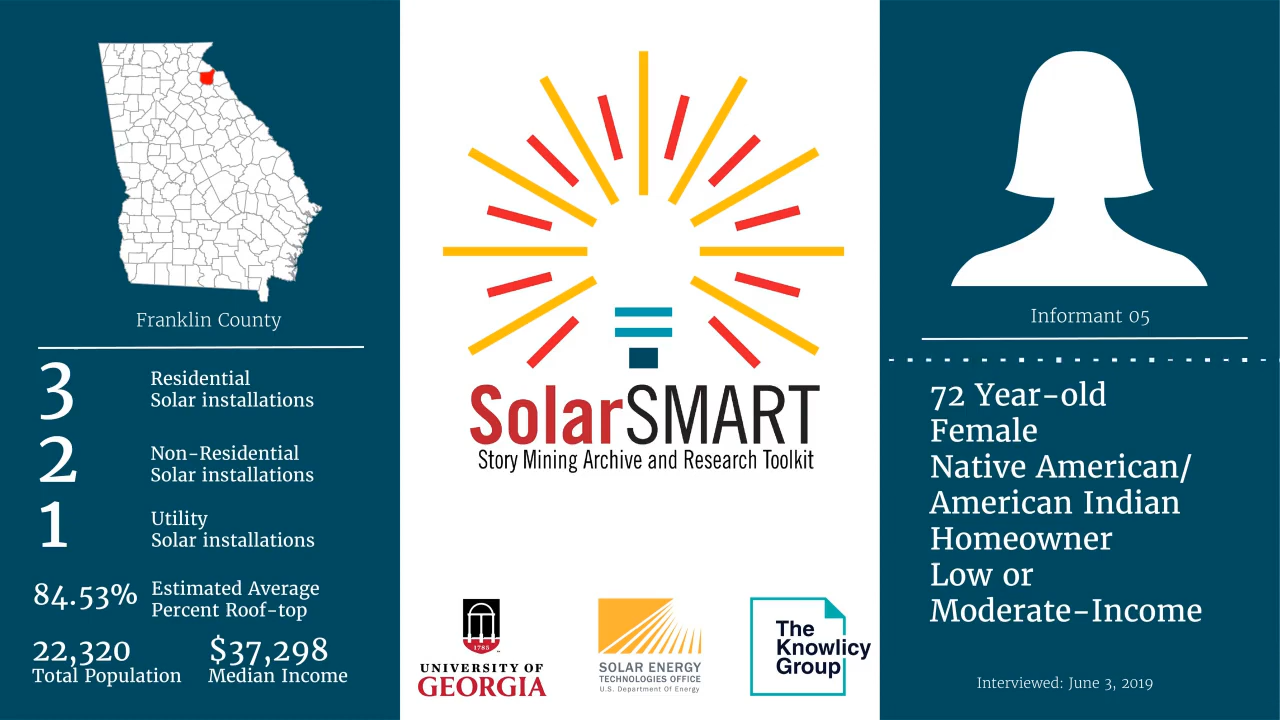 Franklin County
3
Residential
Solar installations
2
Non-Residential
Solar installations
1
Utility
Solar installations
84.53%
Estimated Average
Percent Roof-top
22,320
Total Population
$37,298
Median Income
SolarSMART
Story Mining Archive and Research Toolkit
1785
UNIVERSITY OF
GEORGIA
SOLAR ENERGY
TECHNOLOGIES OFFICE
U.S. Department Of Energy
The
Knowlicy
Group
Informant 05
72 Year-old
Female
Native American/
American Indian
Homeowner
Low or
Moderate-Income
Interviewed: June 3, 2019